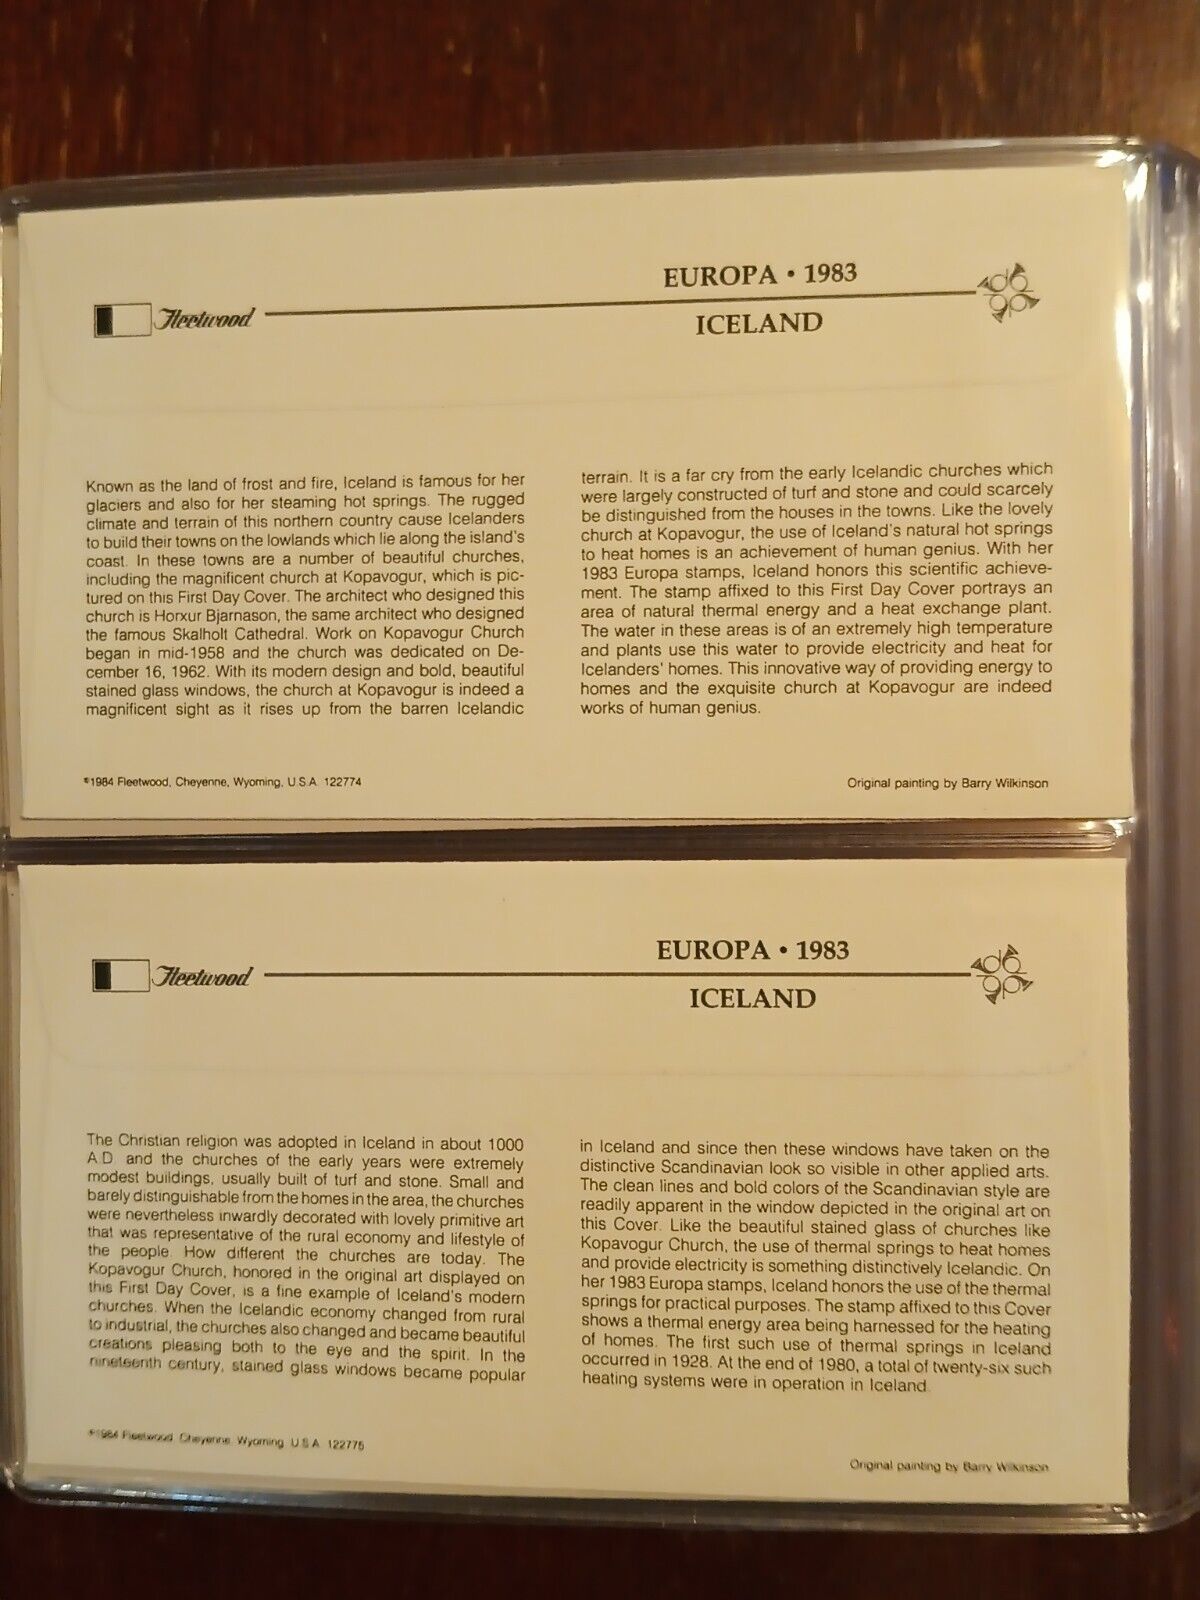 EUROPA • 1983
Fleetwood
ICELAND
Known as the land of frost and fire, Iceland is famous for her
glaciers and also for her steaming hot springs. The rugged
climate and terrain of this northern country cause Icelanders
to build their towns on the lowlands which lie along the island's
coast. In these towns are a number of beautiful churches,
including the magnificent church at Kopavogur, which is pic-
tured on this First Day Cover. The architect who designed this
church is Horxur Bjarnason, the same architect who designed
the famous Skalholt Cathedral. Work on Kopavogur Church
began in mid-1958 and the church was dedicated on De-
cember 16, 1962. With its modern design and bold, beautiful
stained glass windows, the church at Kopavogur is indeed a
magnificent sight as it rises up from the barren Icelandic
terrain. It is a far cry from the early Icelandic churches which
were largely constructed of turf and stone and could scarcely
be distinguished from the houses in the towns. Like the lovely
church at Kopavogur, the use of Iceland's natural hot springs
to heat homes is an achievement of human genius. With her
1983 Europa stamps, Iceland honors this scientific achieve-
ment. The stamp affixed to this First Day Cover portrays an
area of natural thermal energy and a heat exchange plant.
The water in these areas is of an extremely high temperature
and plants use this water to provide electricity and heat for
Icelanders' homes. This innovative way of providing energy to
homes and the exquisite church at Kopavogur are indeed
works of human genius.
©1984 Fleetwood, Cheyenne, Wyoming, U.S.A. 122774
Original painting by Barry Wilkinson
EUROPA • 1983
Fleetwood
ICELAND
The Christian religion was adopted in Iceland in about 1000
A.D. and the churches of the early years were extremely
modest buildings, usually built of turf and stone. Small and
barely distinguishable from the homes in the area, the churches
were nevertheless inwardly decorated with lovely primitive art
that was representative of the rural economy and lifestyle of
the people. How different the churches are today. The
Kopavogur Church, honored in the original art displayed on
this First Day Cover, is a fine example of Iceland's modern
churches. When the Icelandic economy changed from rural
to industrial, the churches also changed and became beautiful
creations pleasing both to the eye and the spirit. In the
nineteenth century, stained glass windows became popular
in Iceland and since then these windows have taken on the
distinctive Scandinavian look so visible in other applied arts.
The clean lines and bold colors of the Scandinavian style are
readily apparent in the window depicted in the original art on
this Cover. Like the beautiful stained glass of churches like
Kopavogur Church, the use of thermal springs to heat homes
and provide electricity is something distinctively Icelandic. On
her 1983 Europa stamps, Iceland honors the use of the thermal
springs for practical purposes. The stamp affixed to this Cover
shows a thermal energy area being harnessed for the heating
of homes. The first such use of thermal springs in Iceland
occurred in 1928. At the end of 1980, a total of twenty-six such
heating systems were in operation in Iceland.
©1984 Fleetwood, Cheyenne, Wyoming, U.S.A. 122775
Original painting by Barry Wilkinson